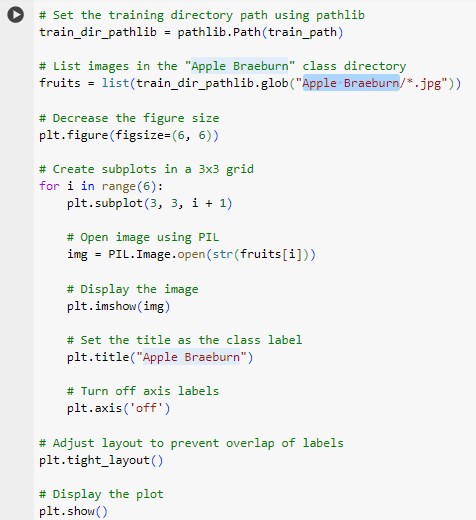 # Set the training directory path using pathlib
train_dir_pathlib = pathlib.Path(train_path)
# List images in the "Apple Braeburn" class directory
fruits = list(train_dir_pathlib.glob("Apple Braeburn/*.jpg"))
# Decrease the figure size
plt.figure(figsize=(6, 6))
# Create subplots in a 3x3 grid
for i in range(6):
    plt.subplot(3, 3, i + 1)
    # Open image using PIL
    img = PIL.Image.open(str(fruits[i]))
    # Display the image
    plt.imshow(img)
    # Set the title as the class label
    plt.title("Apple Braeburn")
    # Turn off axis labels
    plt.axis('off')
# Adjust layout to prevent overlap of labels
plt.tight_layout()
# Display the plot
plt.show()